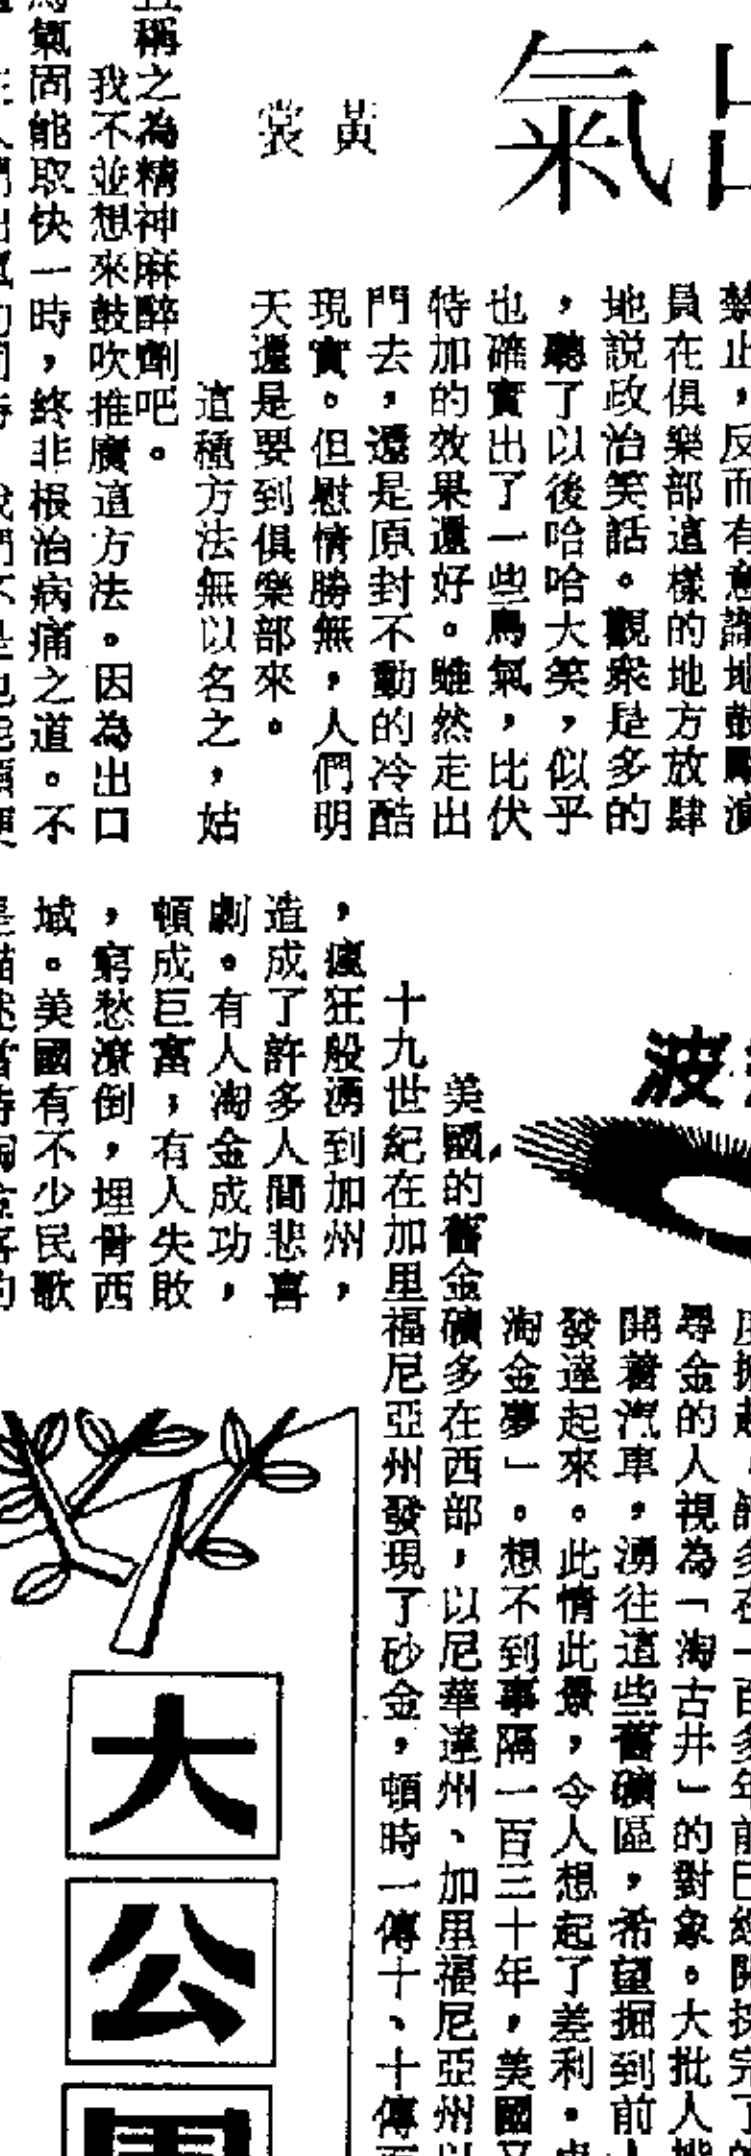 出氣
黃裳
禁止，反而有意識地鼓勵演
員在俱樂部這樣的地方放肆
地説政治笑話。觀衆是多的
，聽了以後哈哈大笑，似乎
也確實出了一些鳥氣，比伏
特加的效果還好。雖然走出
門去，還是原封不動的冷酷
現實。但慰情勝無，人們明
天還是要到俱樂部來。
這種方法無以名之，姑
且稱之為精神麻醉劑吧。
我不並想來鼓吹推廣這方法。因為出口
鳥氣固能取快一時，終非根治病痛之道。不
波
尋金的人視為「淘古井」的對象。大批人
開着汽車，湧往這些舊礦區，希望掘到前
發達起來。此情此景，令人想起了差利·
淘金夢」。想不到事隔一百三十年，美國又
美國的舊金礦多在西部，以尼華達州、加里福尼亞州以
十九世紀在加里福尼亞州發現了砂金，頓時一傳十、十傳
，瘋狂般湧到加州，
造成了許多人間悲喜
劇。有人淘金成功，
頓成巨富，有人失敗
，窮愁潦倒，埋骨西
域。美國有不少民歌
大公園